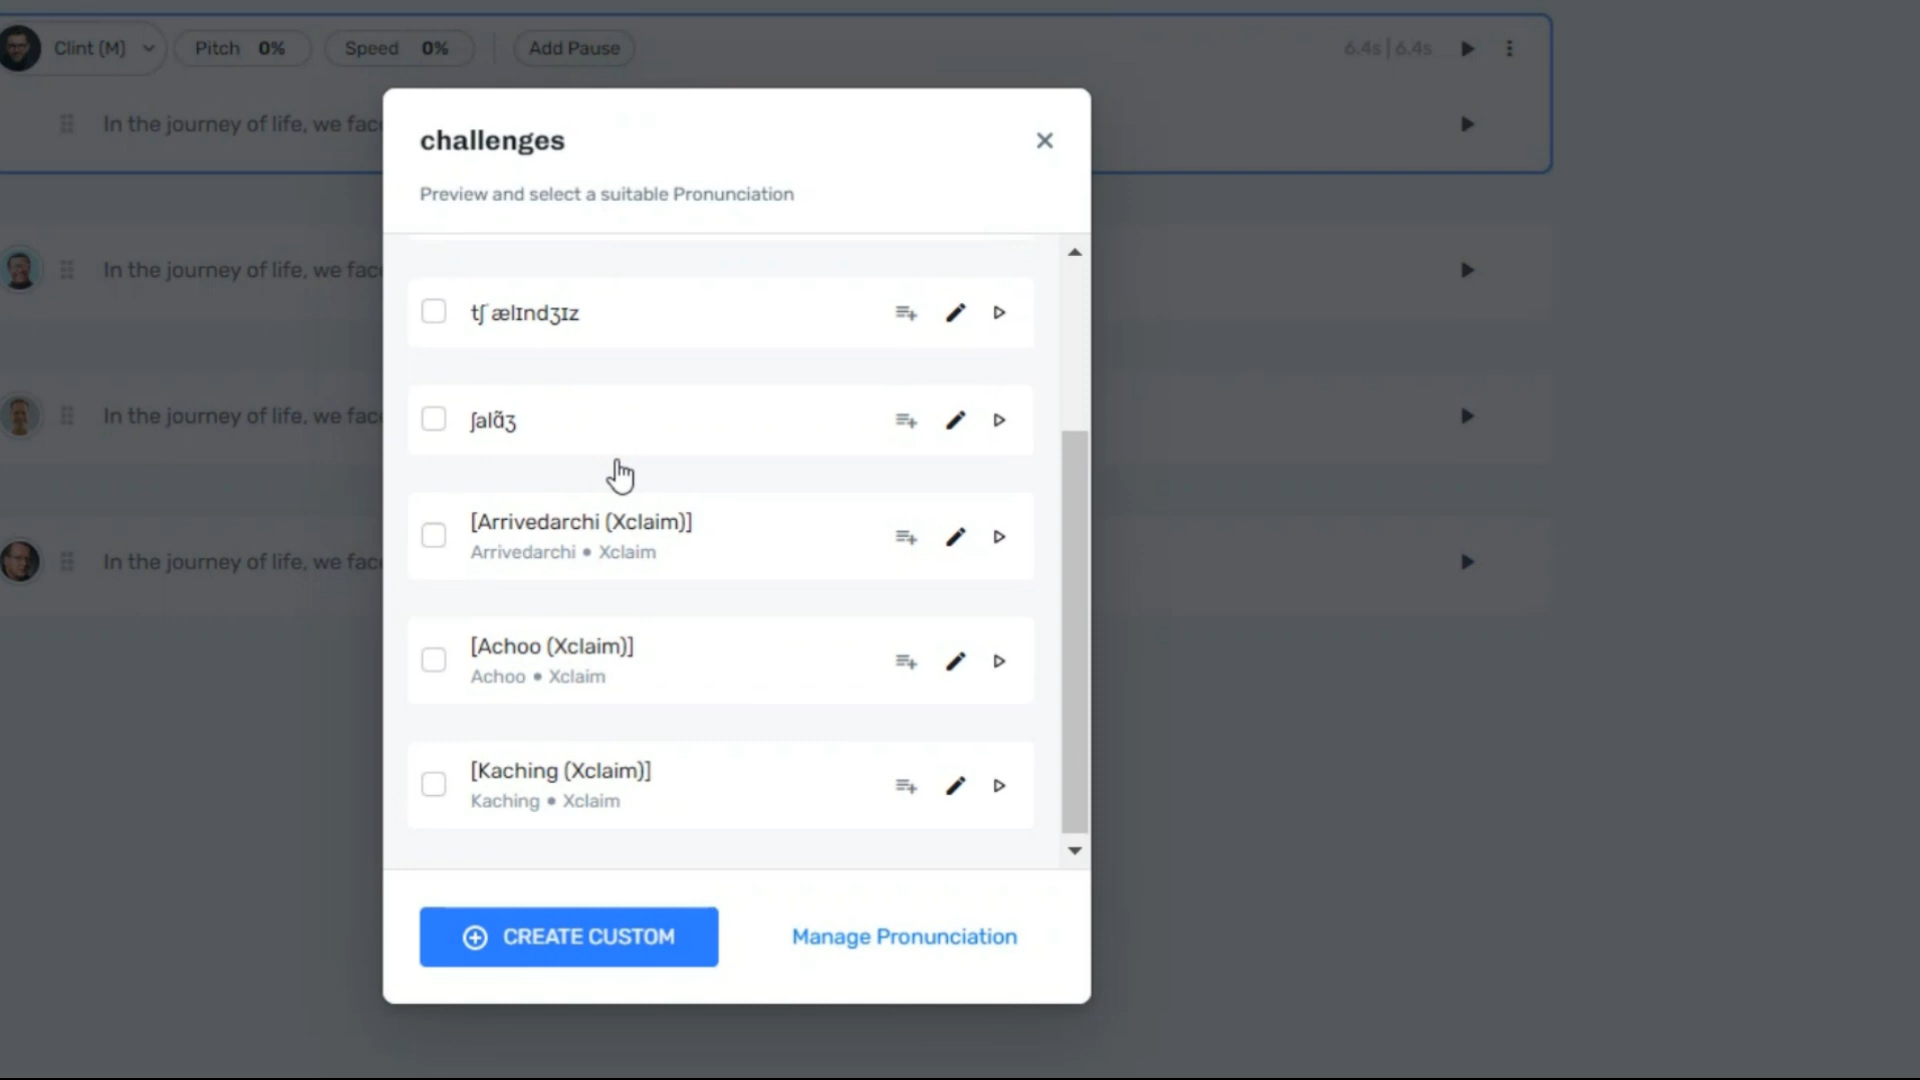 Clint (M) Pitch 0% Speed 0% Add Pause 6.4s | 6.4s
In the journey of life, we fac
challenges
Preview and select a suitable Pronunciation
In the journey of life, we fac
tʃˈælɪndʒɪz
In the journey of life, we fac
ʃalɑ̃ʒ
[Arrivedarchi (Xclaim)]
Arrivedarchi • Xclaim
In the journey of life, we fac
[Achoo (Xclaim)]
Achoo • Xclaim
[Kaching (Xclaim)]
Kaching • Xclaim
CREATE CUSTOM Manage Pronunciation